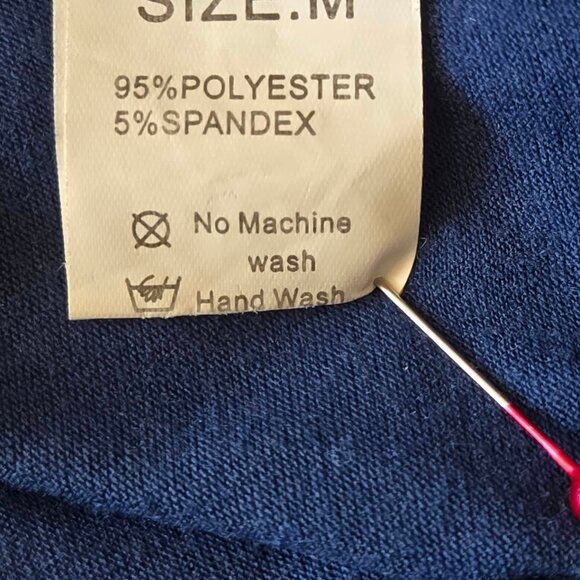 SIZE:M
95%POLYESTER
5%SPANDEX
No Machine
wash
Hand Wash